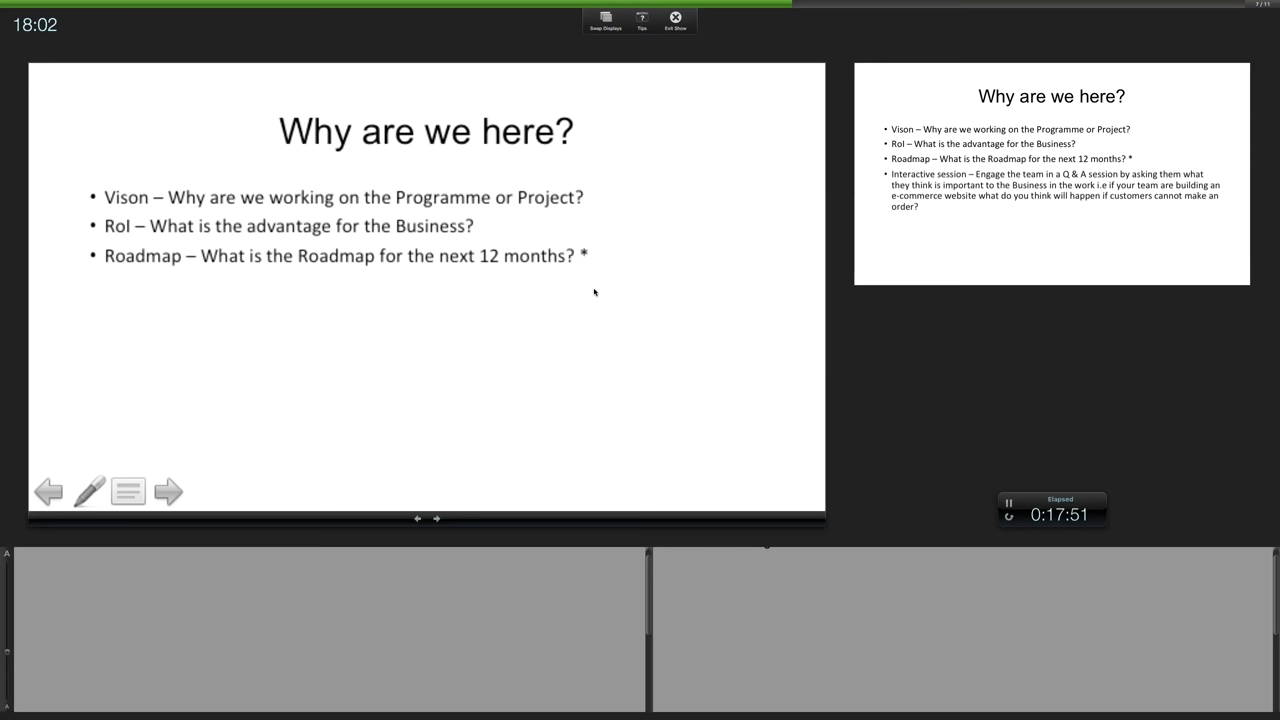 7 / 11
18:02
Swap Displays
Tips
Exit Show
Why are we here?
• Vison – Why are we working on the Programme or Project?
• RoI – What is the advantage for the Business?
• Roadmap – What is the Roadmap for the next 12 months? *
Why are we here?
• Vison – Why are we working on the Programme or Project?
• RoI – What is the advantage for the Business?
• Roadmap – What is the Roadmap for the next 12 months? *
• Interactive session – Engage the team in a Q & A session by asking them what
they think is important to the Business in the work i.e if your team are building an
e-commerce website what do you think will happen if customers cannot make an
order?
Elapsed
0:17:51
A
A